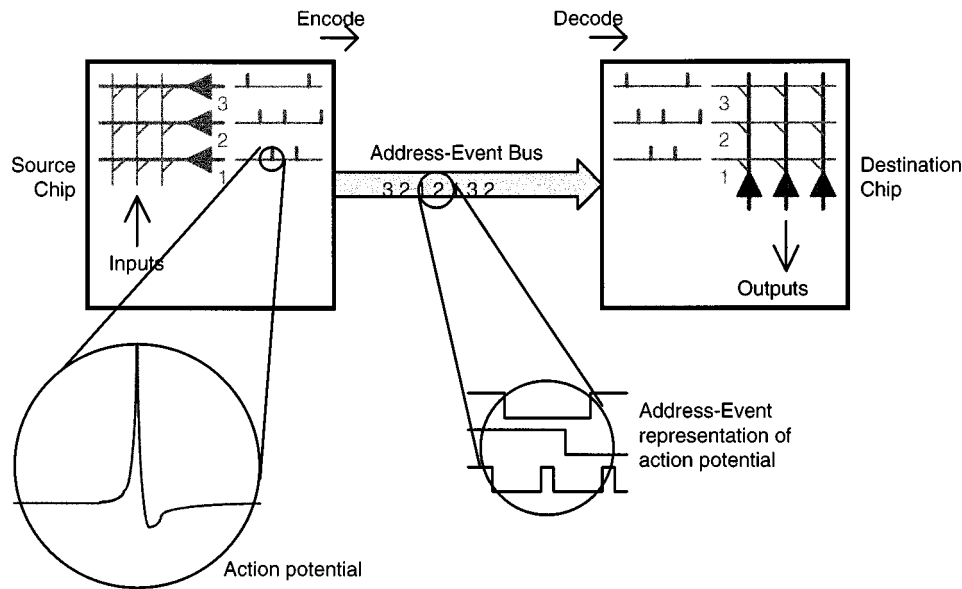 Encode
Decode
3
2
1
Source
Chip
Inputs
Address-Event Bus
3 2 1 2 1 3 2
3
2
1
Destination
Chip
Outputs
Address-Event
representation of
action potential
Action potential